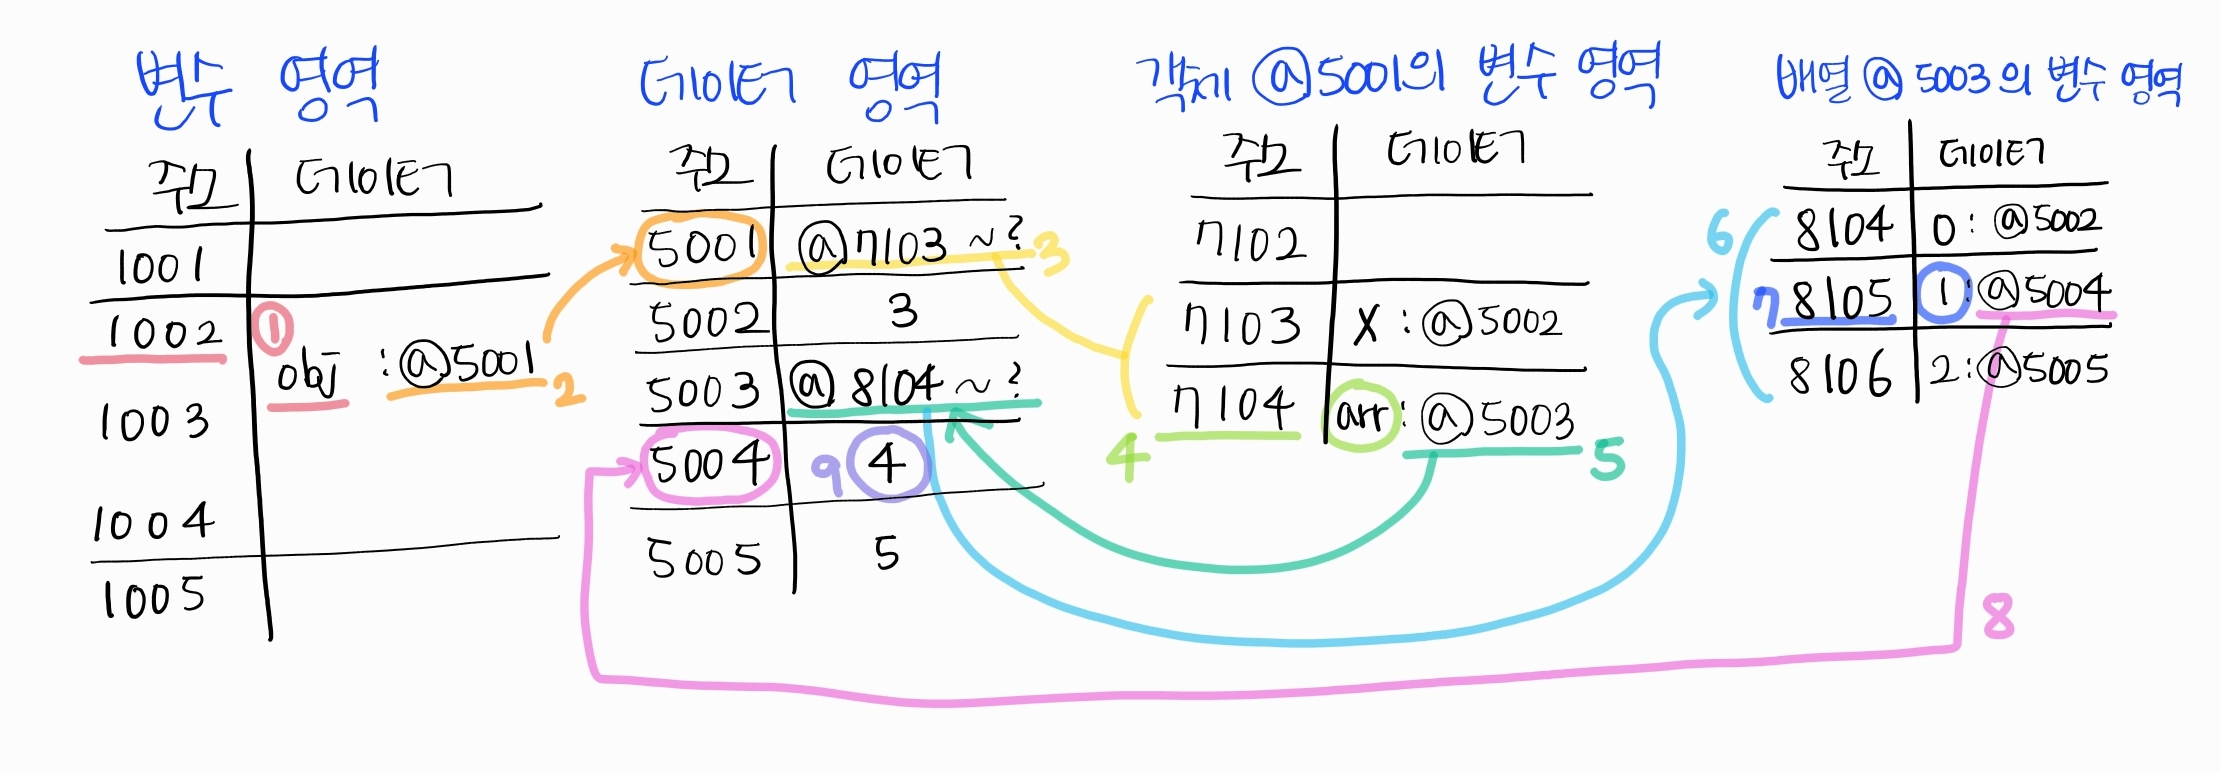 변수 영역
주소 데이터
1001
1002 ① obj : @5001 2
1003
1004
1005
데이터 영역
주소 데이터
5001 @7103 ~ ? 3
5002 3
5003 @8104 ~ ?
5004 9 4
5005 5
객체 @5001의 변수 영역
주소 데이터
7102
7103 x : @5002
4 7104 arr : @5003 5
배열 @5003의 변수 영역
주소 데이터
6 8104 0 : @5002
7 8105 1 : @5004
8106 2 : @5005
8